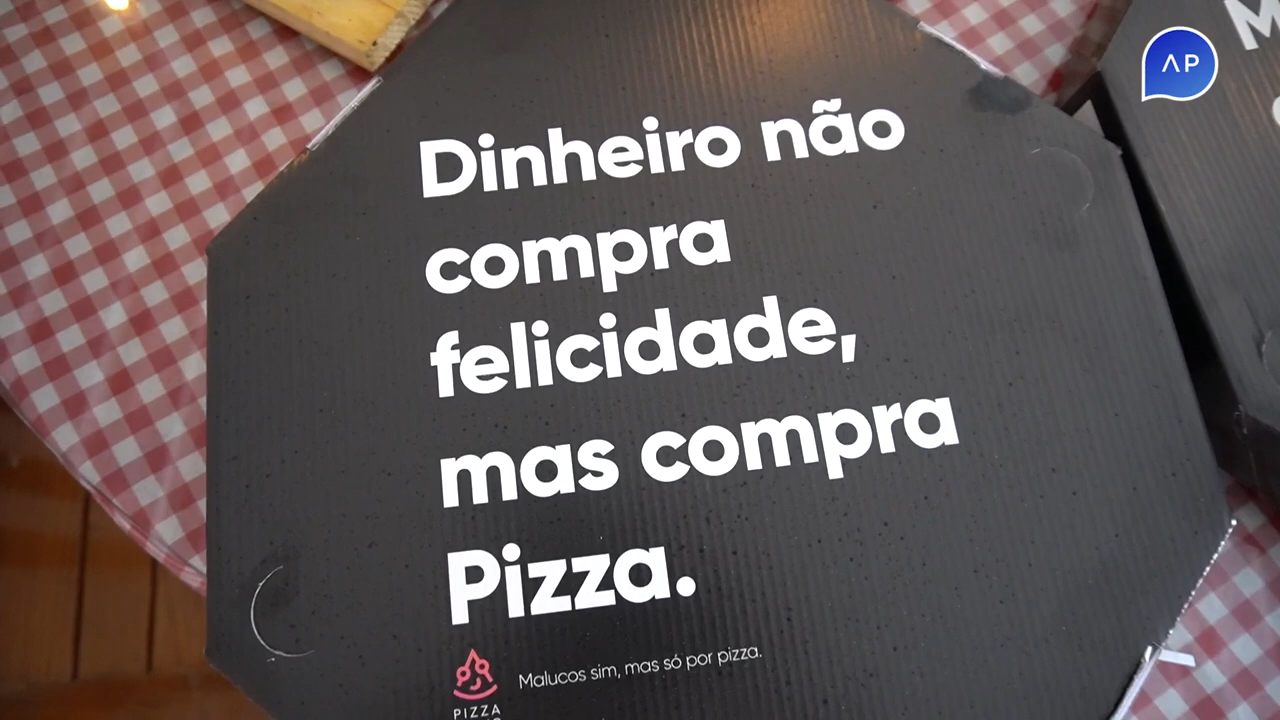 AP
Dinheiro não
compra
felicidade,
mas compra
Pizza.
Malucos sim, mas só por pizza.
PIZZA